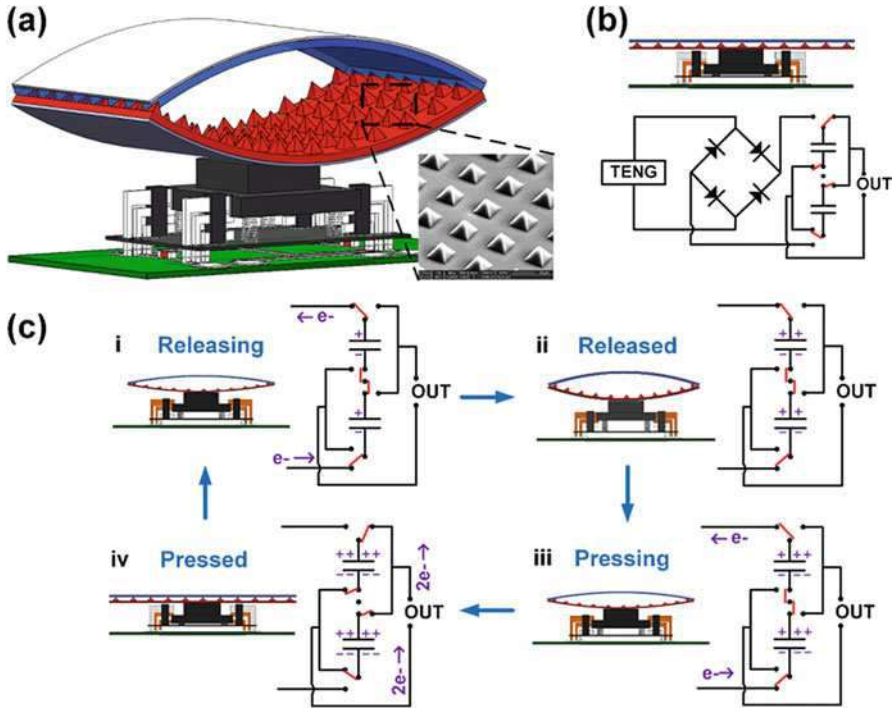 (a)
(b)
TENG
OUT
(c)
i Releasing
← e-
+
−
OUT
+
−
e- →
ii Released
+ +
− −
OUT
+ +
− −
iii Pressing
← e-
+ + + +
− − − −
OUT
+ + + +
− − − −
e- →
iv Pressed
+ + + +
− − − −
2e- →
OUT
+ + + +
− − − −
2e- →